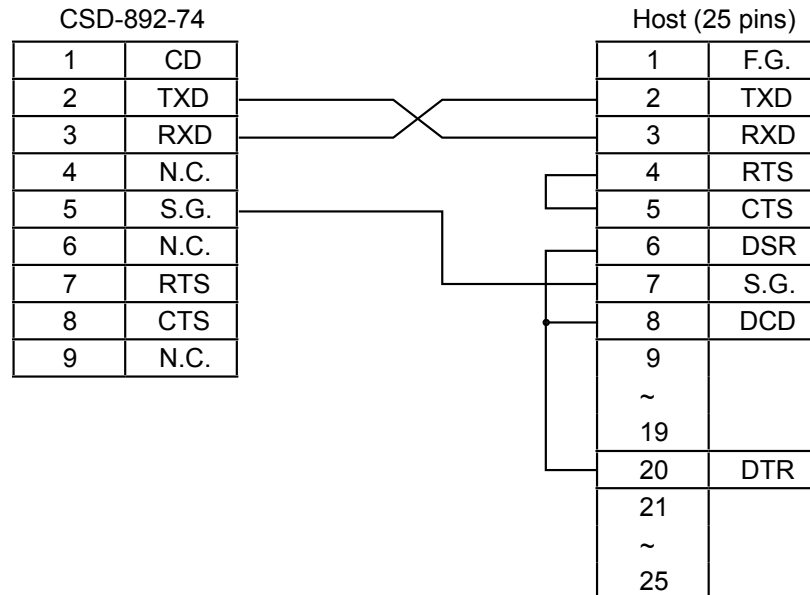 CSD-892-74
1 CD
2 TXD
3 RXD
4 N.C.
5 S.G.
6 N.C.
7 RTS
8 CTS
9 N.C.
Host (25 pins)
1 F.G.
2 TXD
3 RXD
4 RTS
5 CTS
6 DSR
7 S.G.
8 DCD
9
~
19
20 DTR
21
~
25